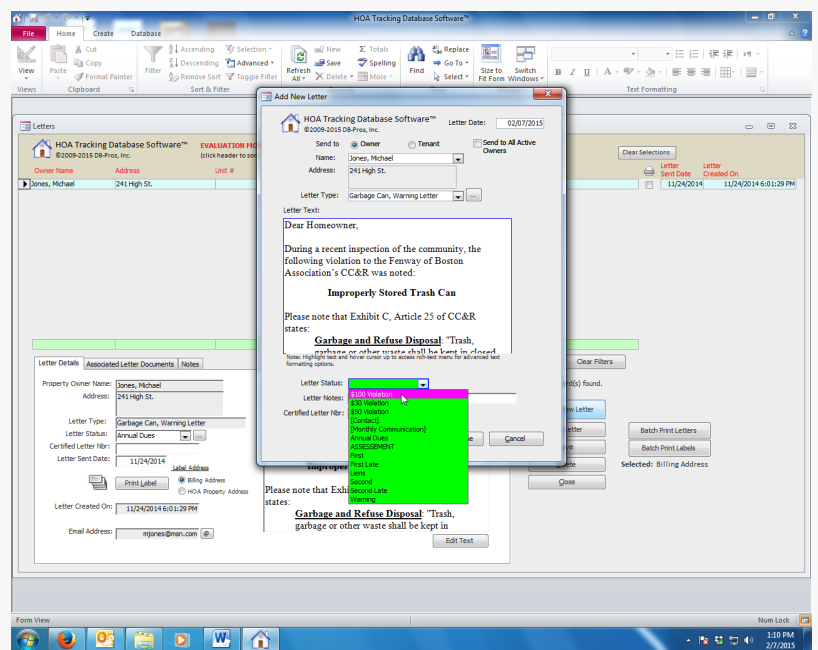 HOA Tracking Database Software™
File Home Create Database
View
Views
Paste
Cut
Copy
Format Painter
Clipboard
Filter
Ascending
Descending
Remove Sort
Selection
Advanced
Toggle Filter
Sort & Filter
Refresh All
New
Save
Delete
Totals
Spelling
More
Find
Replace
Go To
Select
Size to Fit Form
Switch Windows
B I U A
Text Formatting
Letters
HOA Tracking Database Software™
©2009-2015 DB-Pros, Inc.
EVALUATION MO
(click header to sor
Clear Selections
Owner Name Address Unit # Letter Sent Date Letter Created On
Jones, Michael 241 High St. 11/24/2014 11/24/2014 6:01:29 PM
Add New Letter
HOA Tracking Database Software™
©2009-2015 DB-Pros, Inc.
Letter Date: 02/07/2015
Send to Owner Tenant Send to All Active Owners
Name: Jones, Michael
Address: 241 High St.
Letter Type: Garbage Can, Warning Letter ...
Letter Text:
Dear Homeowner,
During a recent inspection of the community, the
following violation to the Fenway of Boston
Association's CC&R was noted:
Improperly Stored Trash Can
Please note that Exhibit C, Article 25 of CC&R
states:
Garbage and Refuse Disposal: "Trash,
garbage or other waste shall be kept in closed
Note: Highlight text and hover cursor up to access rich-text menu for advanced text
formatting options.
Letter Status:
Letter Notes:
Certified Letter Nbr:
$100 Violation
$30 Violation
$50 Violation
[Contact]
[Monthly Communication]
Annual Dues
ASSESSEMENT
First
First Late
Liens
Second
Second Late
Warning
se
Cancel
Letter Details Associated Letter Documents Notes
Property Owner Name: Jones, Michael
Address: 241 High St.
Letter Type: Garbage Can, Warning Letter
Letter Status: Annual Dues ...
Certified Letter Nbr:
Letter Sent Date: 11/24/2014
Label Address
Print Label
Billing Address
HOA Property Address
Letter Created On: 11/24/2014 6:01:29 PM
Email Address: mjones@msn.com @
Improper
Please note that Exhi
states:
Garbage and Refuse Disposal: "Trash,
garbage or other waste shall be kept in
Edit Text
Clear Filters
rd(s) found.
ew Letter
etter
ve
lete
Close
Batch Print Letters
Batch Print Labels
Selected: Billing Address
Form View
Num Lock
1:10 PM
2/7/2015